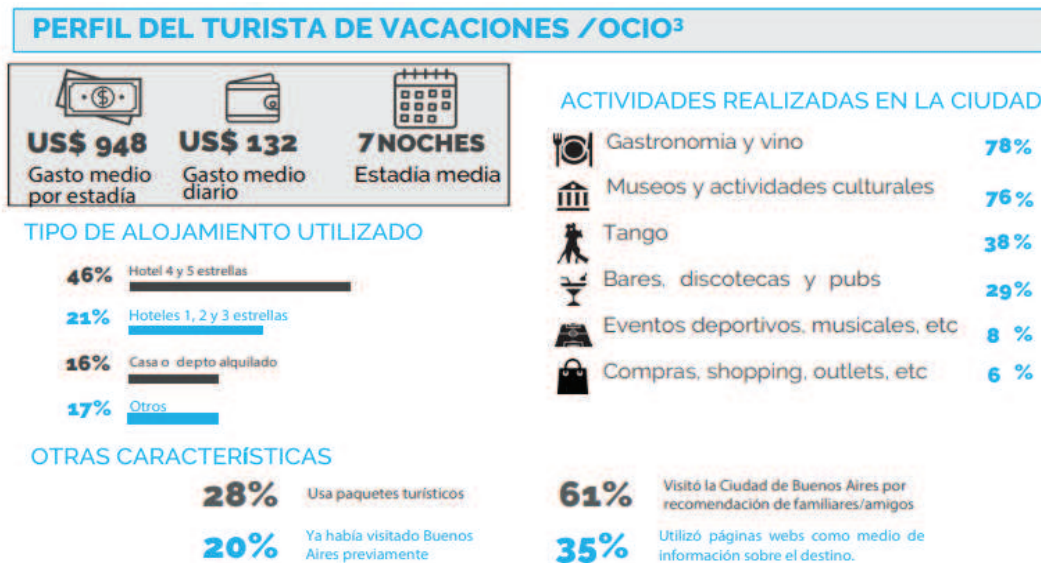 PERFIL DEL TURISTA DE VACACIONES /OCIO³
US$ 948
Gasto medio
por estadía
US$ 132
Gasto medio
diario
7 NOCHES
Estadía media
TIPO DE ALOJAMIENTO UTILIZADO
46% Hotel 4 y 5 estrellas
21% Hoteles 1, 2 y 3 estrellas
16% Casa o depto alquilado
17% Otros
ACTIVIDADES REALIZADAS EN LA CIUDAD
Gastronomia y vino 78%
Museos y actividades culturales 76%
Tango 38%
Bares, discotecas y pubs 29%
Eventos deportivos, musicales, etc 8 %
Compras, shopping, outlets, etc 6 %
OTRAS CARACTERÍSTICAS
28% Usa paquetes turísticos
20% Ya había visitado Buenos
Aires previamente
61% Visitó la Ciudad de Buenos Aires por
recomendación de familiares/amigos
35% Utilizó páginas webs como medio de
información sobre el destino.